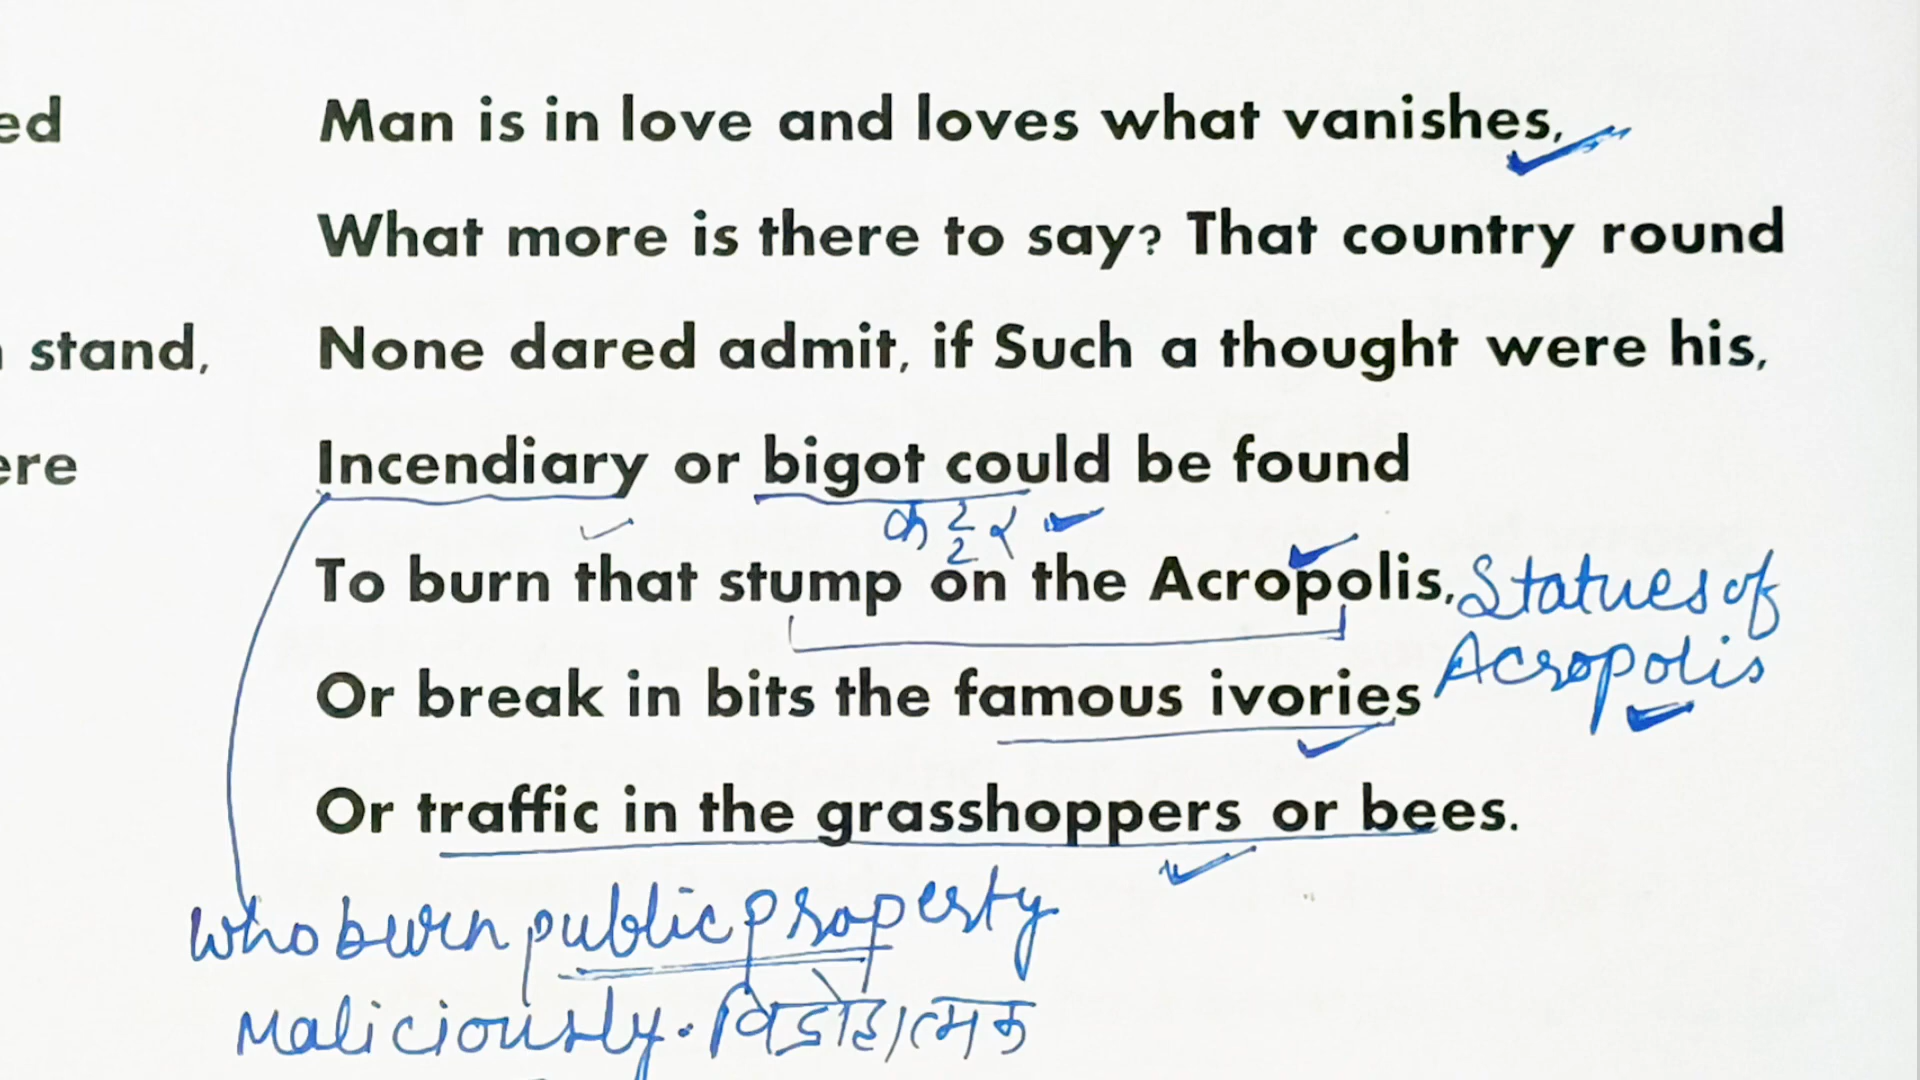 ed
Man is in love and loves what vanishes,
What more is there to say? That country round
stand,
None dared admit, if Such a thought were his,
ere
Incendiary or bigot could be found
To burn that stump on the Acropolis,
Statues of
Acropolis
Or break in bits the famous ivories
Or traffic in the grasshoppers or bees.
who burn public property
Maliciously. विद्रोहात्मक